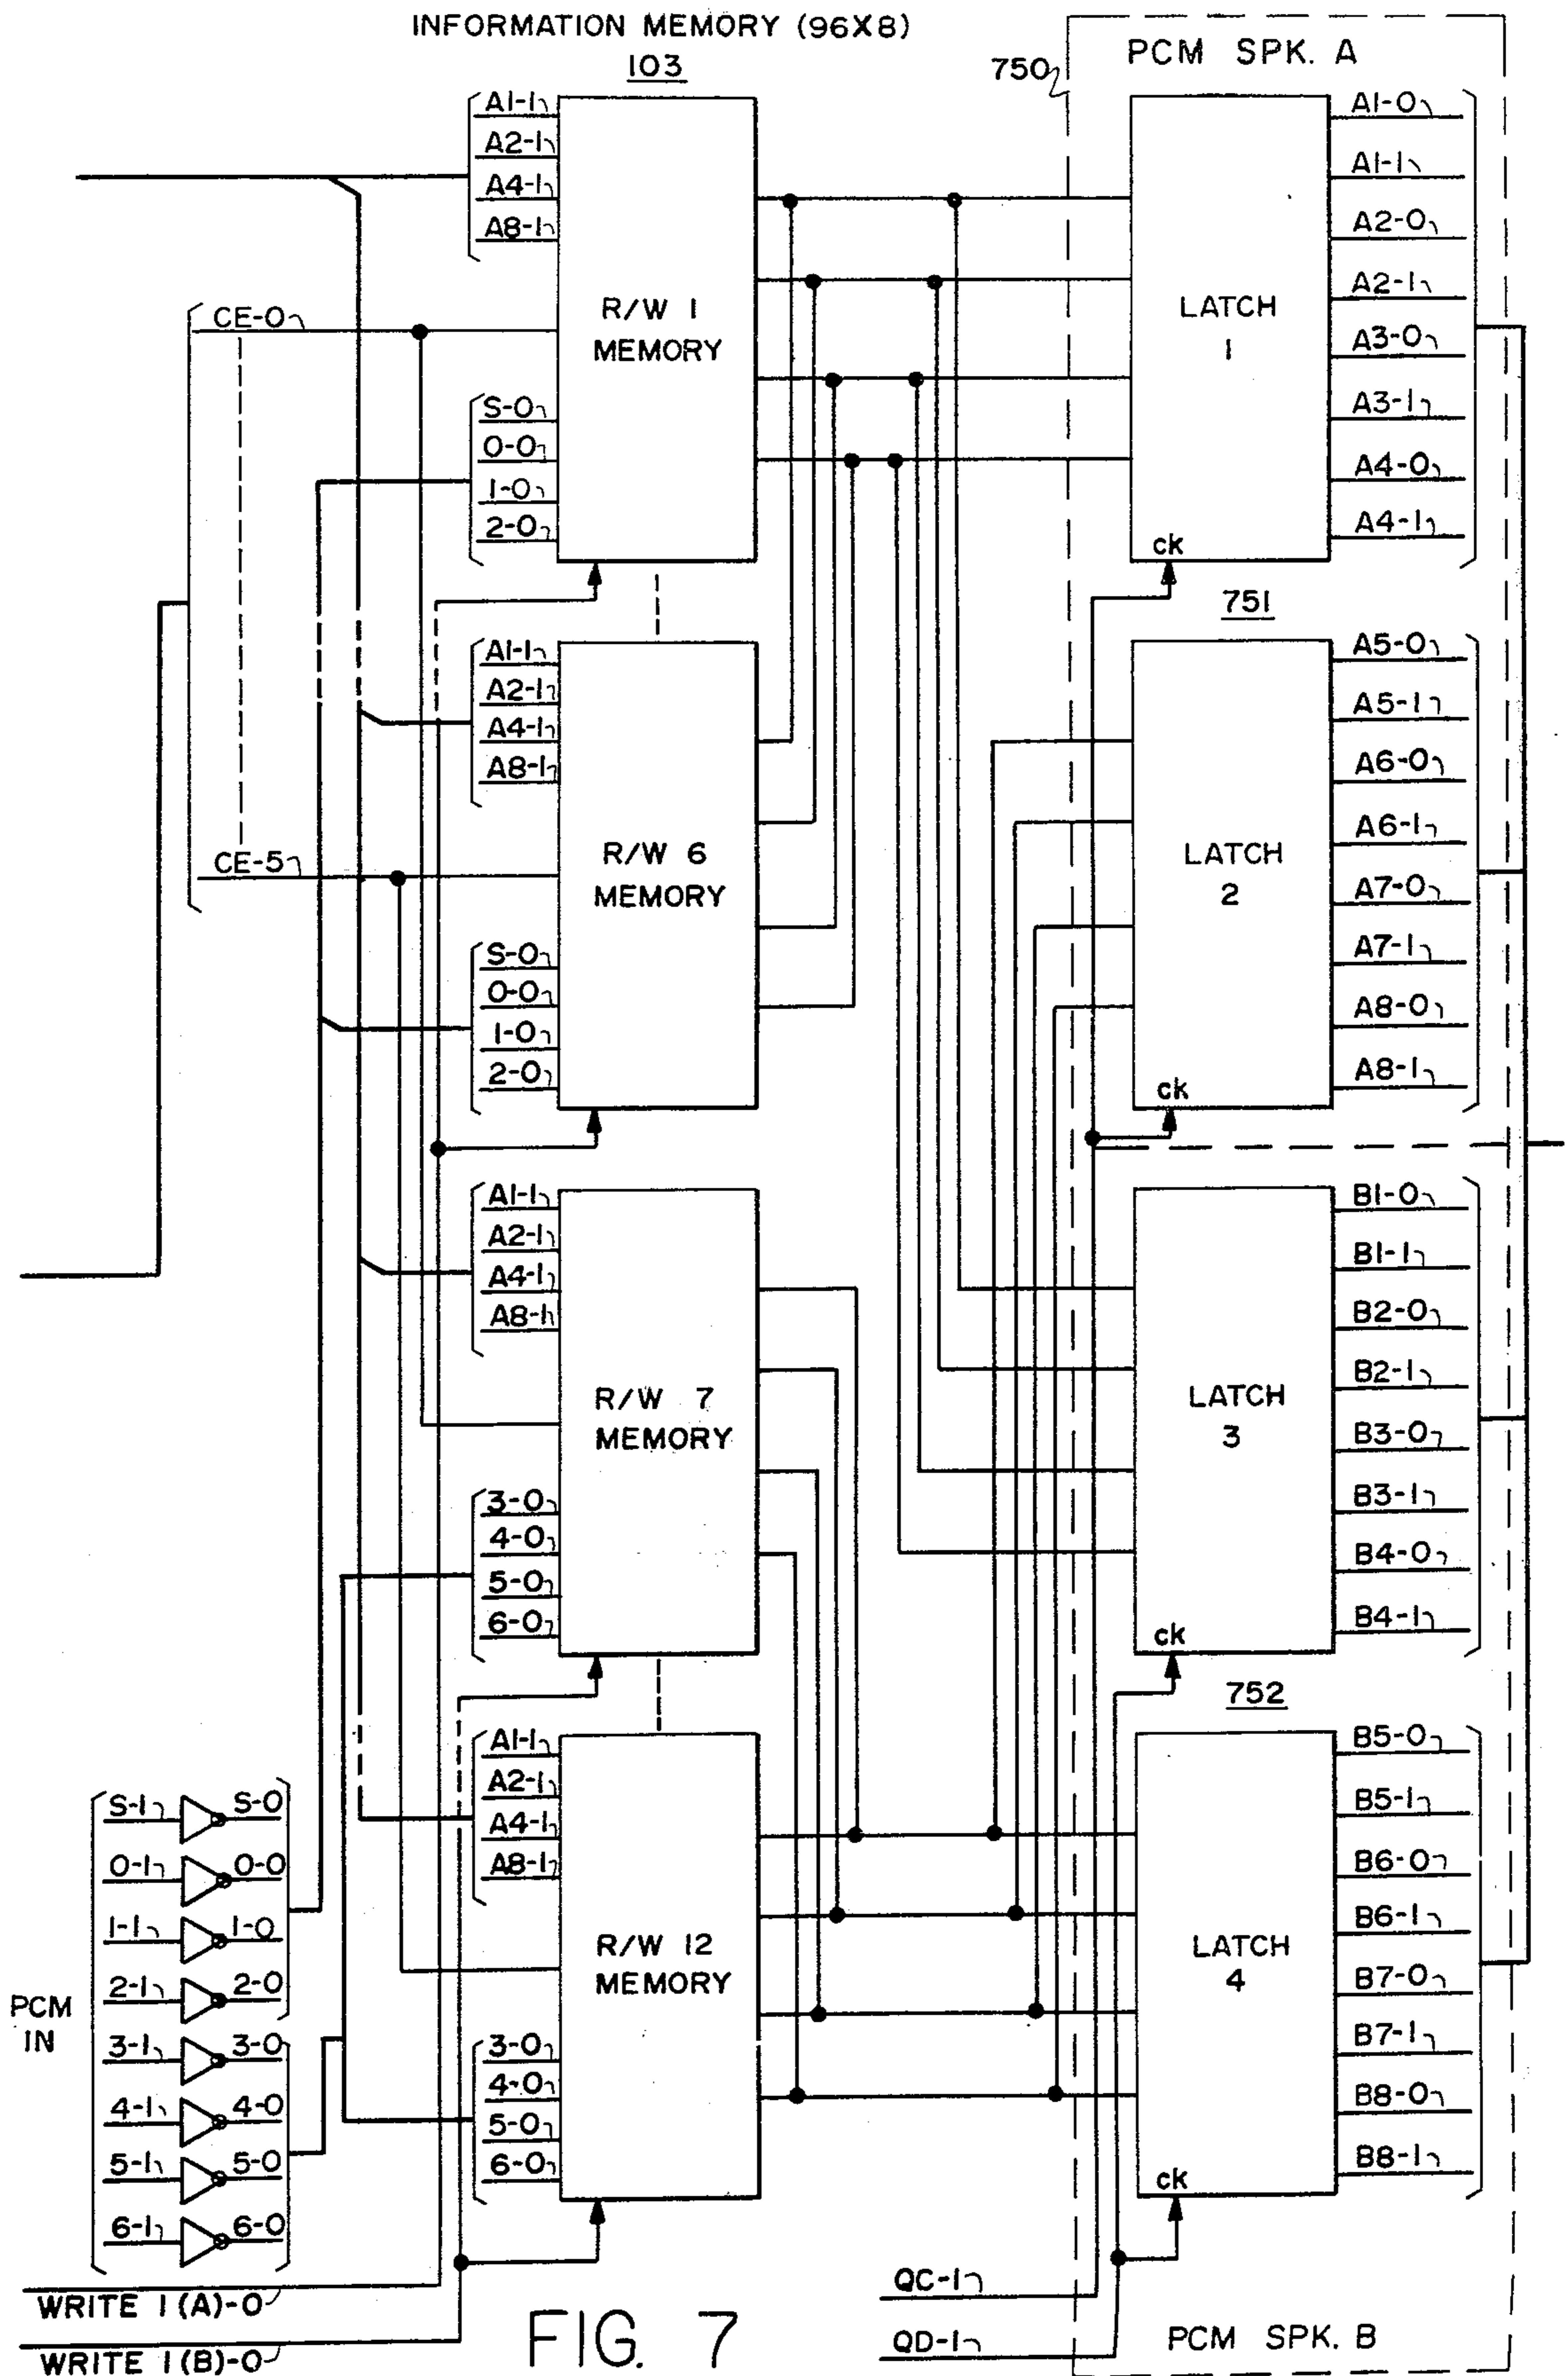 INFORMATION MEMORY (96X8)
103
750
PCM SPK. A
A1-1
A2-1
A4-1
A8-1
CE-0
S-0
0-0
1-0
2-0
R/W 1
MEMORY
LATCH
1
ck
A1-0
A1-1
A2-0
A2-1
A3-0
A3-1
A4-0
A4-1
751
A1-1
A2-1
A4-1
A8-1
CE-5
S-0
0-0
1-0
2-0
R/W 6
MEMORY
LATCH
2
ck
A5-0
A5-1
A6-0
A6-1
A7-0
A7-1
A8-0
A8-1
A1-1
A2-1
A4-1
A8-1
3-0
4-0
5-0
6-0
R/W 7
MEMORY
LATCH
3
ck
B1-0
B1-1
B2-0
B2-1
B3-0
B3-1
B4-0
B4-1
752
A1-1
A2-1
A4-1
A8-1
3-0
4-0
5-0
6-0
R/W 12
MEMORY
LATCH
4
ck
B5-0
B5-1
B6-0
B6-1
B7-0
B7-1
B8-0
B8-1
PCM
IN
S-1 S-0
0-1 0-0
1-1 1-0
2-1 2-0
3-1 3-0
4-1 4-0
5-1 5-0
6-1 6-0
WRITE 1(A)-0
WRITE 1(B)-0
FIG. 7
QC-1
QD-1
PCM SPK. B